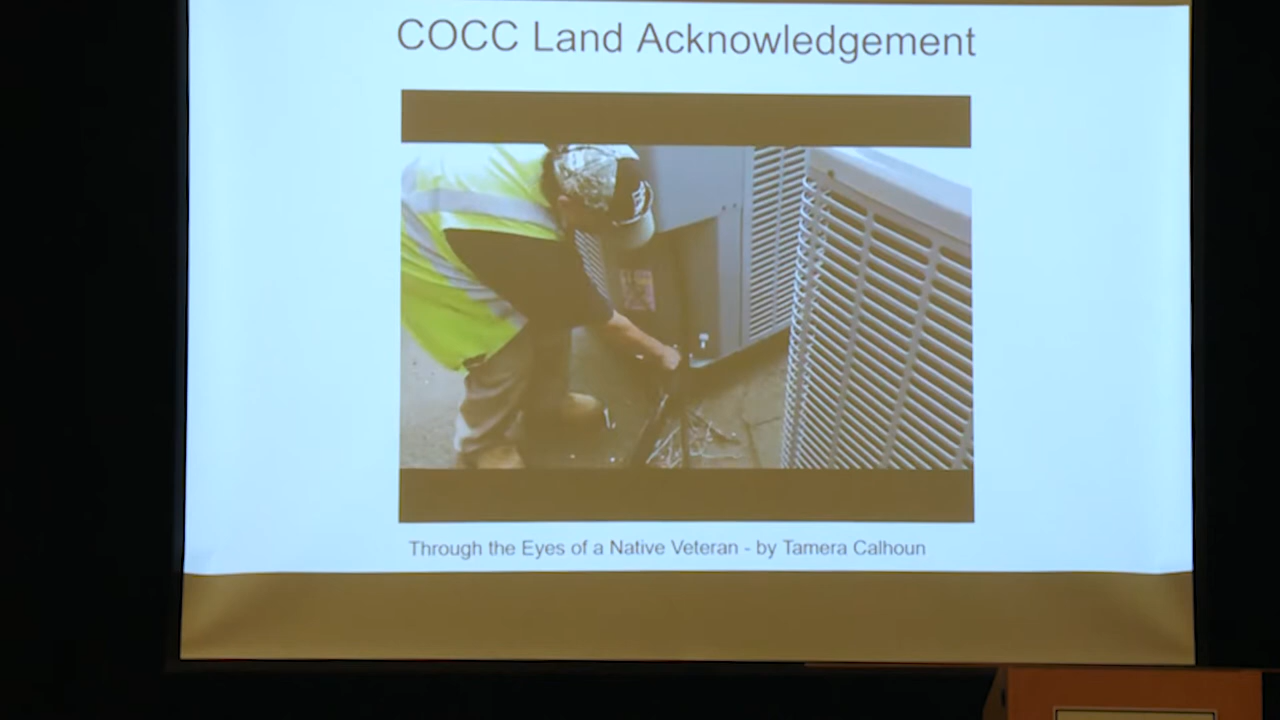 COCC Land Acknowledgement
Through the Eyes of a Native Veteran - by Tamera Calhoun